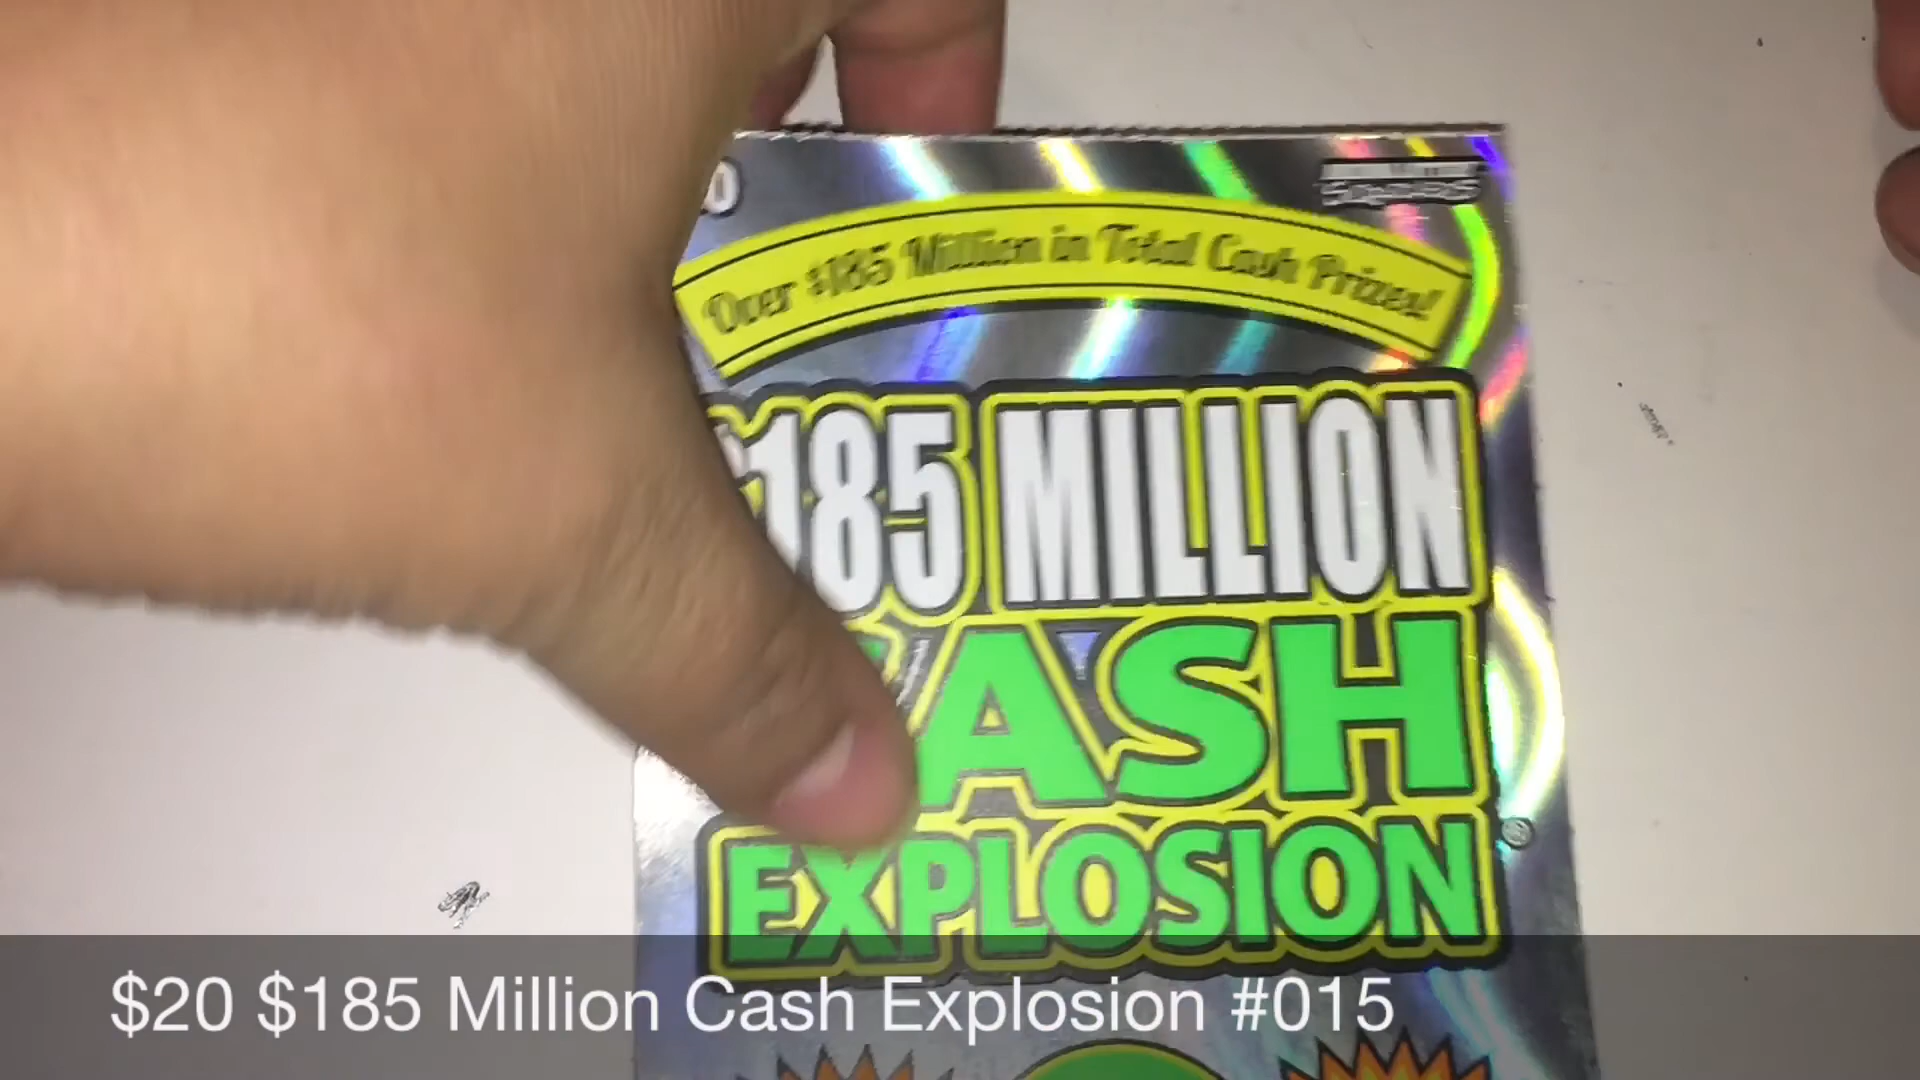 Over $185 Million in Total Cash Prizes!
185 MILLION
ASH
EXPLOSION
®
$20 $185 Million Cash Explosion #015